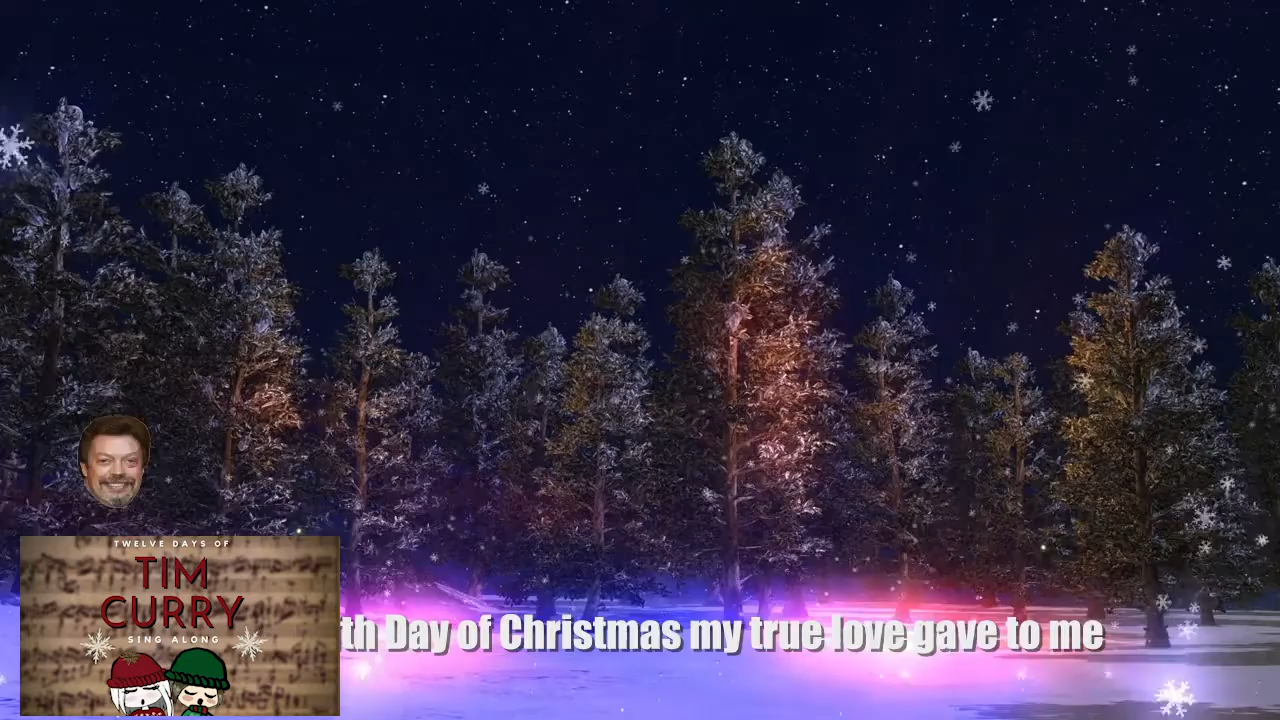 TWELVE DAYS OF
TIM
CURRY
SING ALONG
th Day of Christmas my true love gave to me